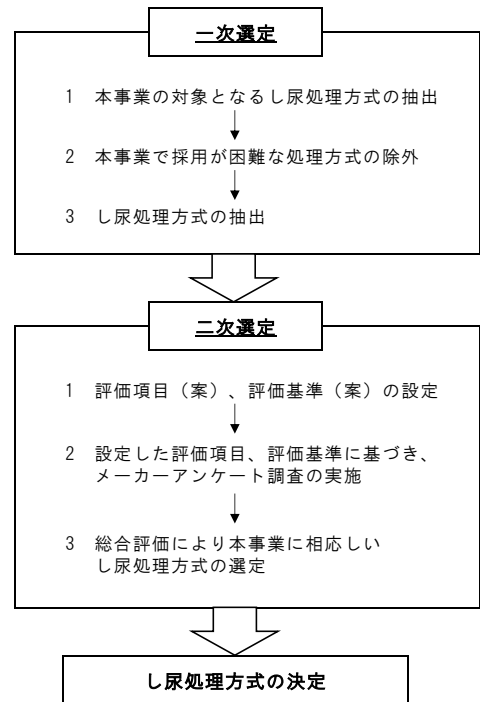 一次選定
1 本事業の対象となるし尿処理方式の抽出
2 本事業で採用が困難な処理方式の除外
3 し尿処理方式の抽出
二次選定
1 評価項目（案）、評価基準（案）の設定
2 設定した評価項目、評価基準に基づき、
メーカーアンケート調査の実施
3 総合評価により本事業に相応しい
し尿処理方式の選定
し尿処理方式の決定